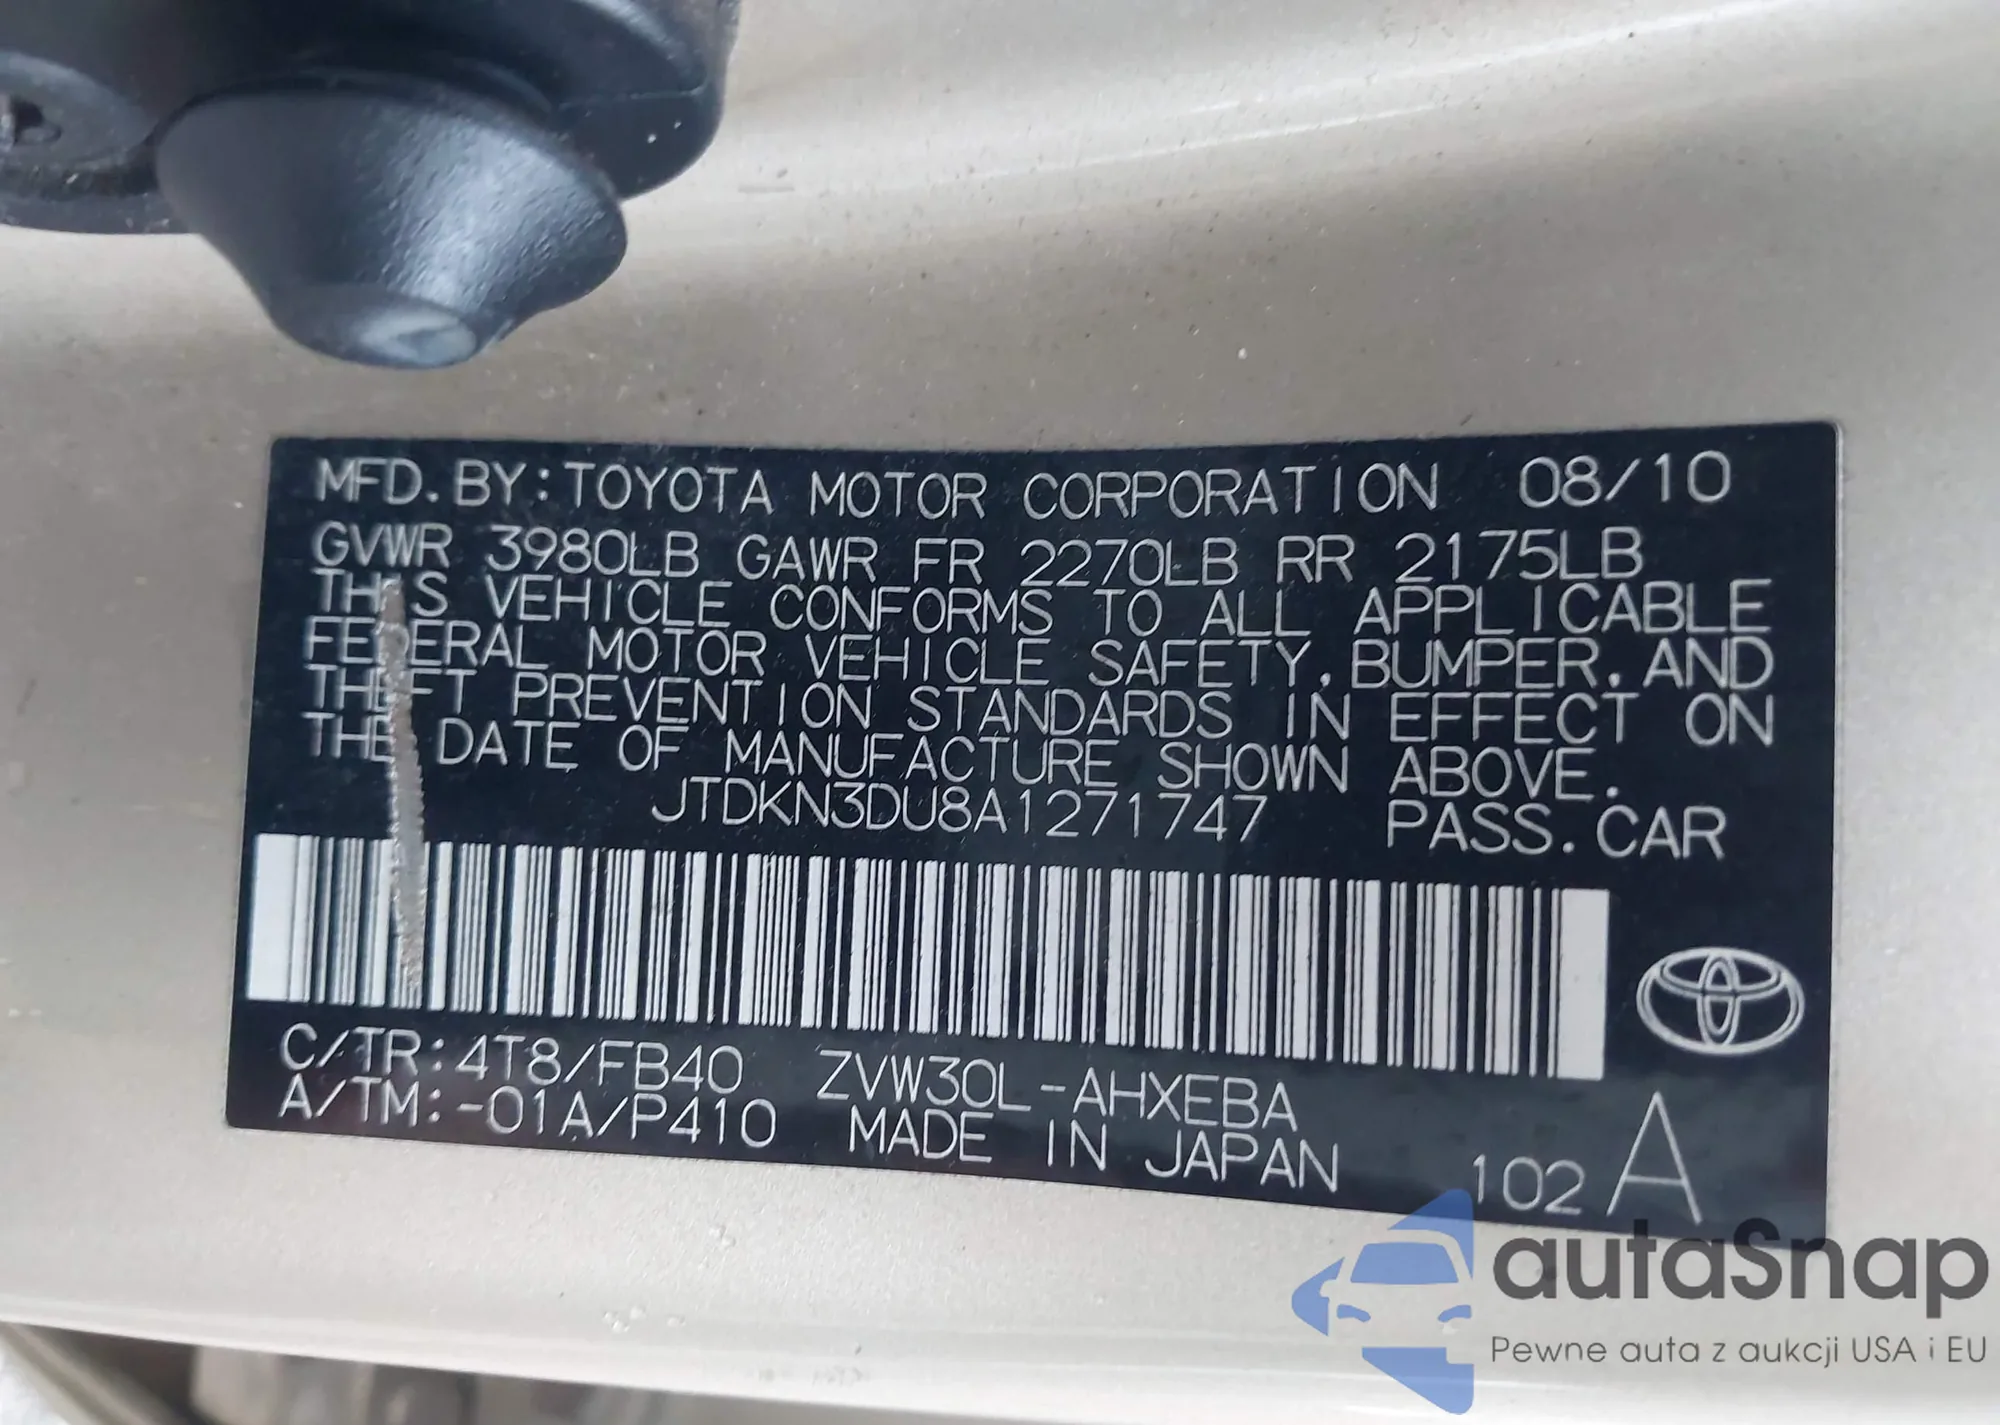 MFD. BY: TOYOTA MOTOR CORPORATION 08/10
GVWR 3980LB GAWR FR 2270LB RR 2175LB
THIS VEHICLE CONFORMS TO ALL APPLICABLE
FEDERAL MOTOR VEHICLE SAFETY, BUMPER, AND
THEFT PREVENTION STANDARDS IN EFFECT ON
THE DATE OF MANUFACTURE SHOWN ABOVE.
JTDKN3DU8A1271747 PASS. CAR
C/TR: 4T8/FB40 ZVW30L-AHXEBA
A/TM: -01A/P410 MADE IN JAPAN 102 A
autaSnap
Pewne auta z aukcji USA i EU